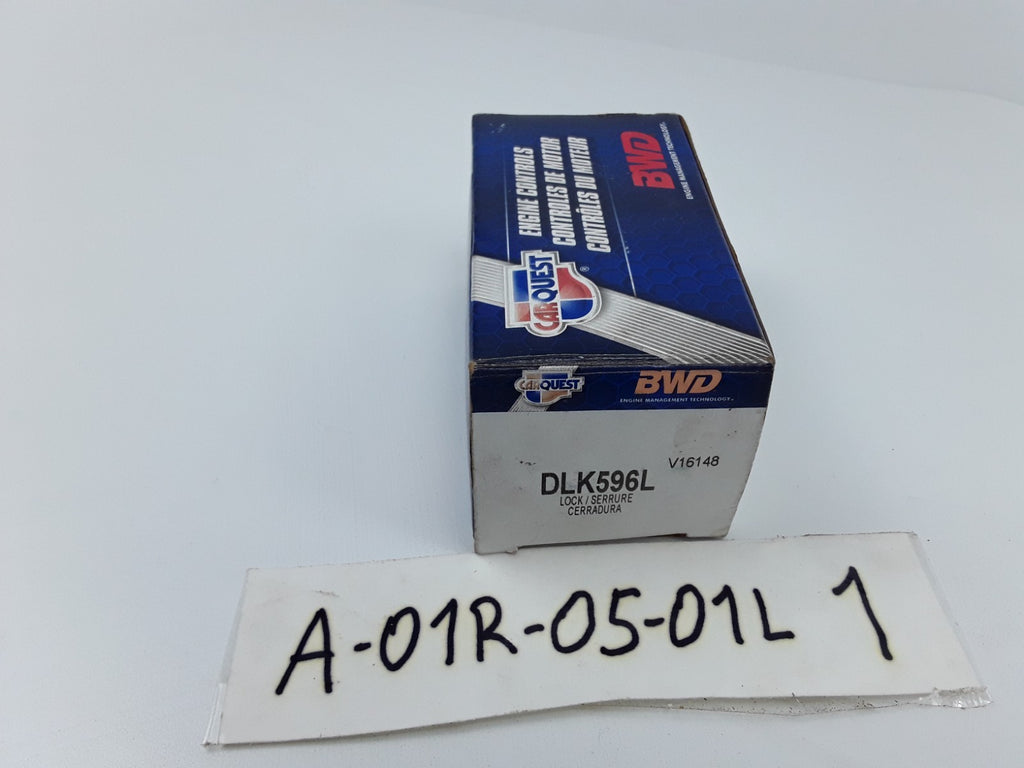 ENGINE CONTROLS
CONTROLES DE MOTOR
CONTRÔLES DU MOTEUR
BWD
ENGINE MANAGEMENT TECHNOLOGY
CARQUEST®
CARQUEST
BWD
ENGINE MANAGEMENT TECHNOLOGY
V16148
DLK596L
LOCK / SERRURE
CERRADURA
A-01R-05-01L 1